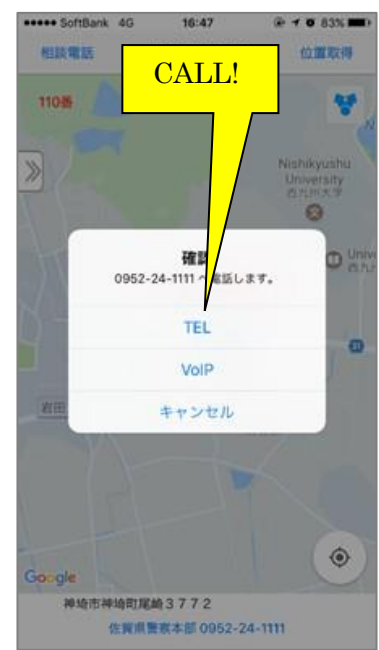 SoftBank 4G 16:47 83%
相談電話
位置取得
CALL!
110番
Nishikyushu
University
西九州大学
確認
0952-24-1111 へ電話します。
TEL
VoIP
キャンセル
岩田
Google
神埼市神埼町尾崎3772
佐賀県警察本部 0952-24-1111